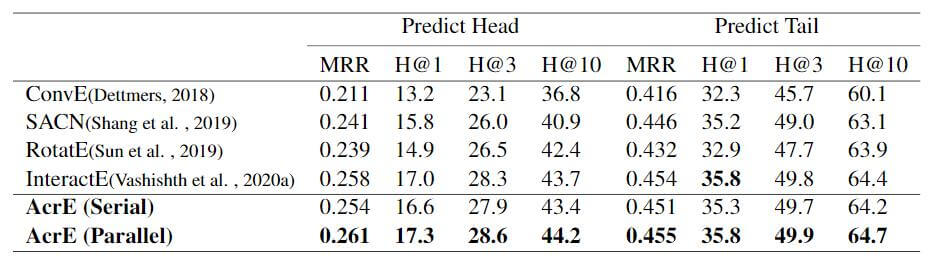 Predict Head Predict Tail
MRR H@1 H@3 H@10 MRR H@1 H@3 H@10
ConvE(Dettmers, 2018) 0.211 13.2 23.1 36.8 0.416 32.3 45.7 60.1
SACN(Shang et al. , 2019) 0.241 15.8 26.0 40.9 0.446 35.2 49.0 63.1
RotatE(Sun et al. , 2019) 0.239 14.9 26.5 42.4 0.432 32.9 47.7 63.9
InteractE(Vashishth et al. , 2020a) 0.258 17.0 28.3 43.7 0.454 35.8 49.8 64.4
AcrE (Serial) 0.254 16.6 27.9 43.4 0.451 35.3 49.7 64.2
AcrE (Parallel) 0.261 17.3 28.6 44.2 0.455 35.8 49.9 64.7